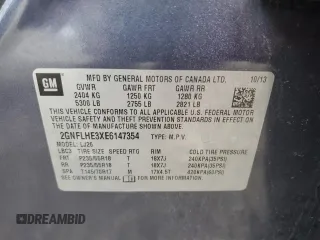 GM
MFD BY GENERAL MOTORS OF CANADA LTD. 10/13
GVWR GAWR FRT GAWR RR
2404 KG 1250 KG 1280 KG
5300 LB 2755 LB 2821 LB
THIS VEHICLE CONFORMS TO ALL APPLICABLE U.S. FEDERAL
MOTOR VEHICLE SAFETY, BUMPER, AND THEFT PREVENTION
STANDARDS IN EFFECT ON THE DATE OF MANUFACTURE SHOWN ABOVE.
2GNFLHE3XE6147354 TYPE: M.P.V.
MODEL: LJ26
TIRE SIZE SPEED RTG RIM COLD TIRE PRESSURE
FRT P235/55R18 T 18X7J 240KPA(35PSI)
RR P235/55R18 T 18X7J 240KPA(35PSI)
SPA M 17X4.5T 420KPA(60PSI)
SEE OWNER'S MANUAL FOR MORE INFORMATION.